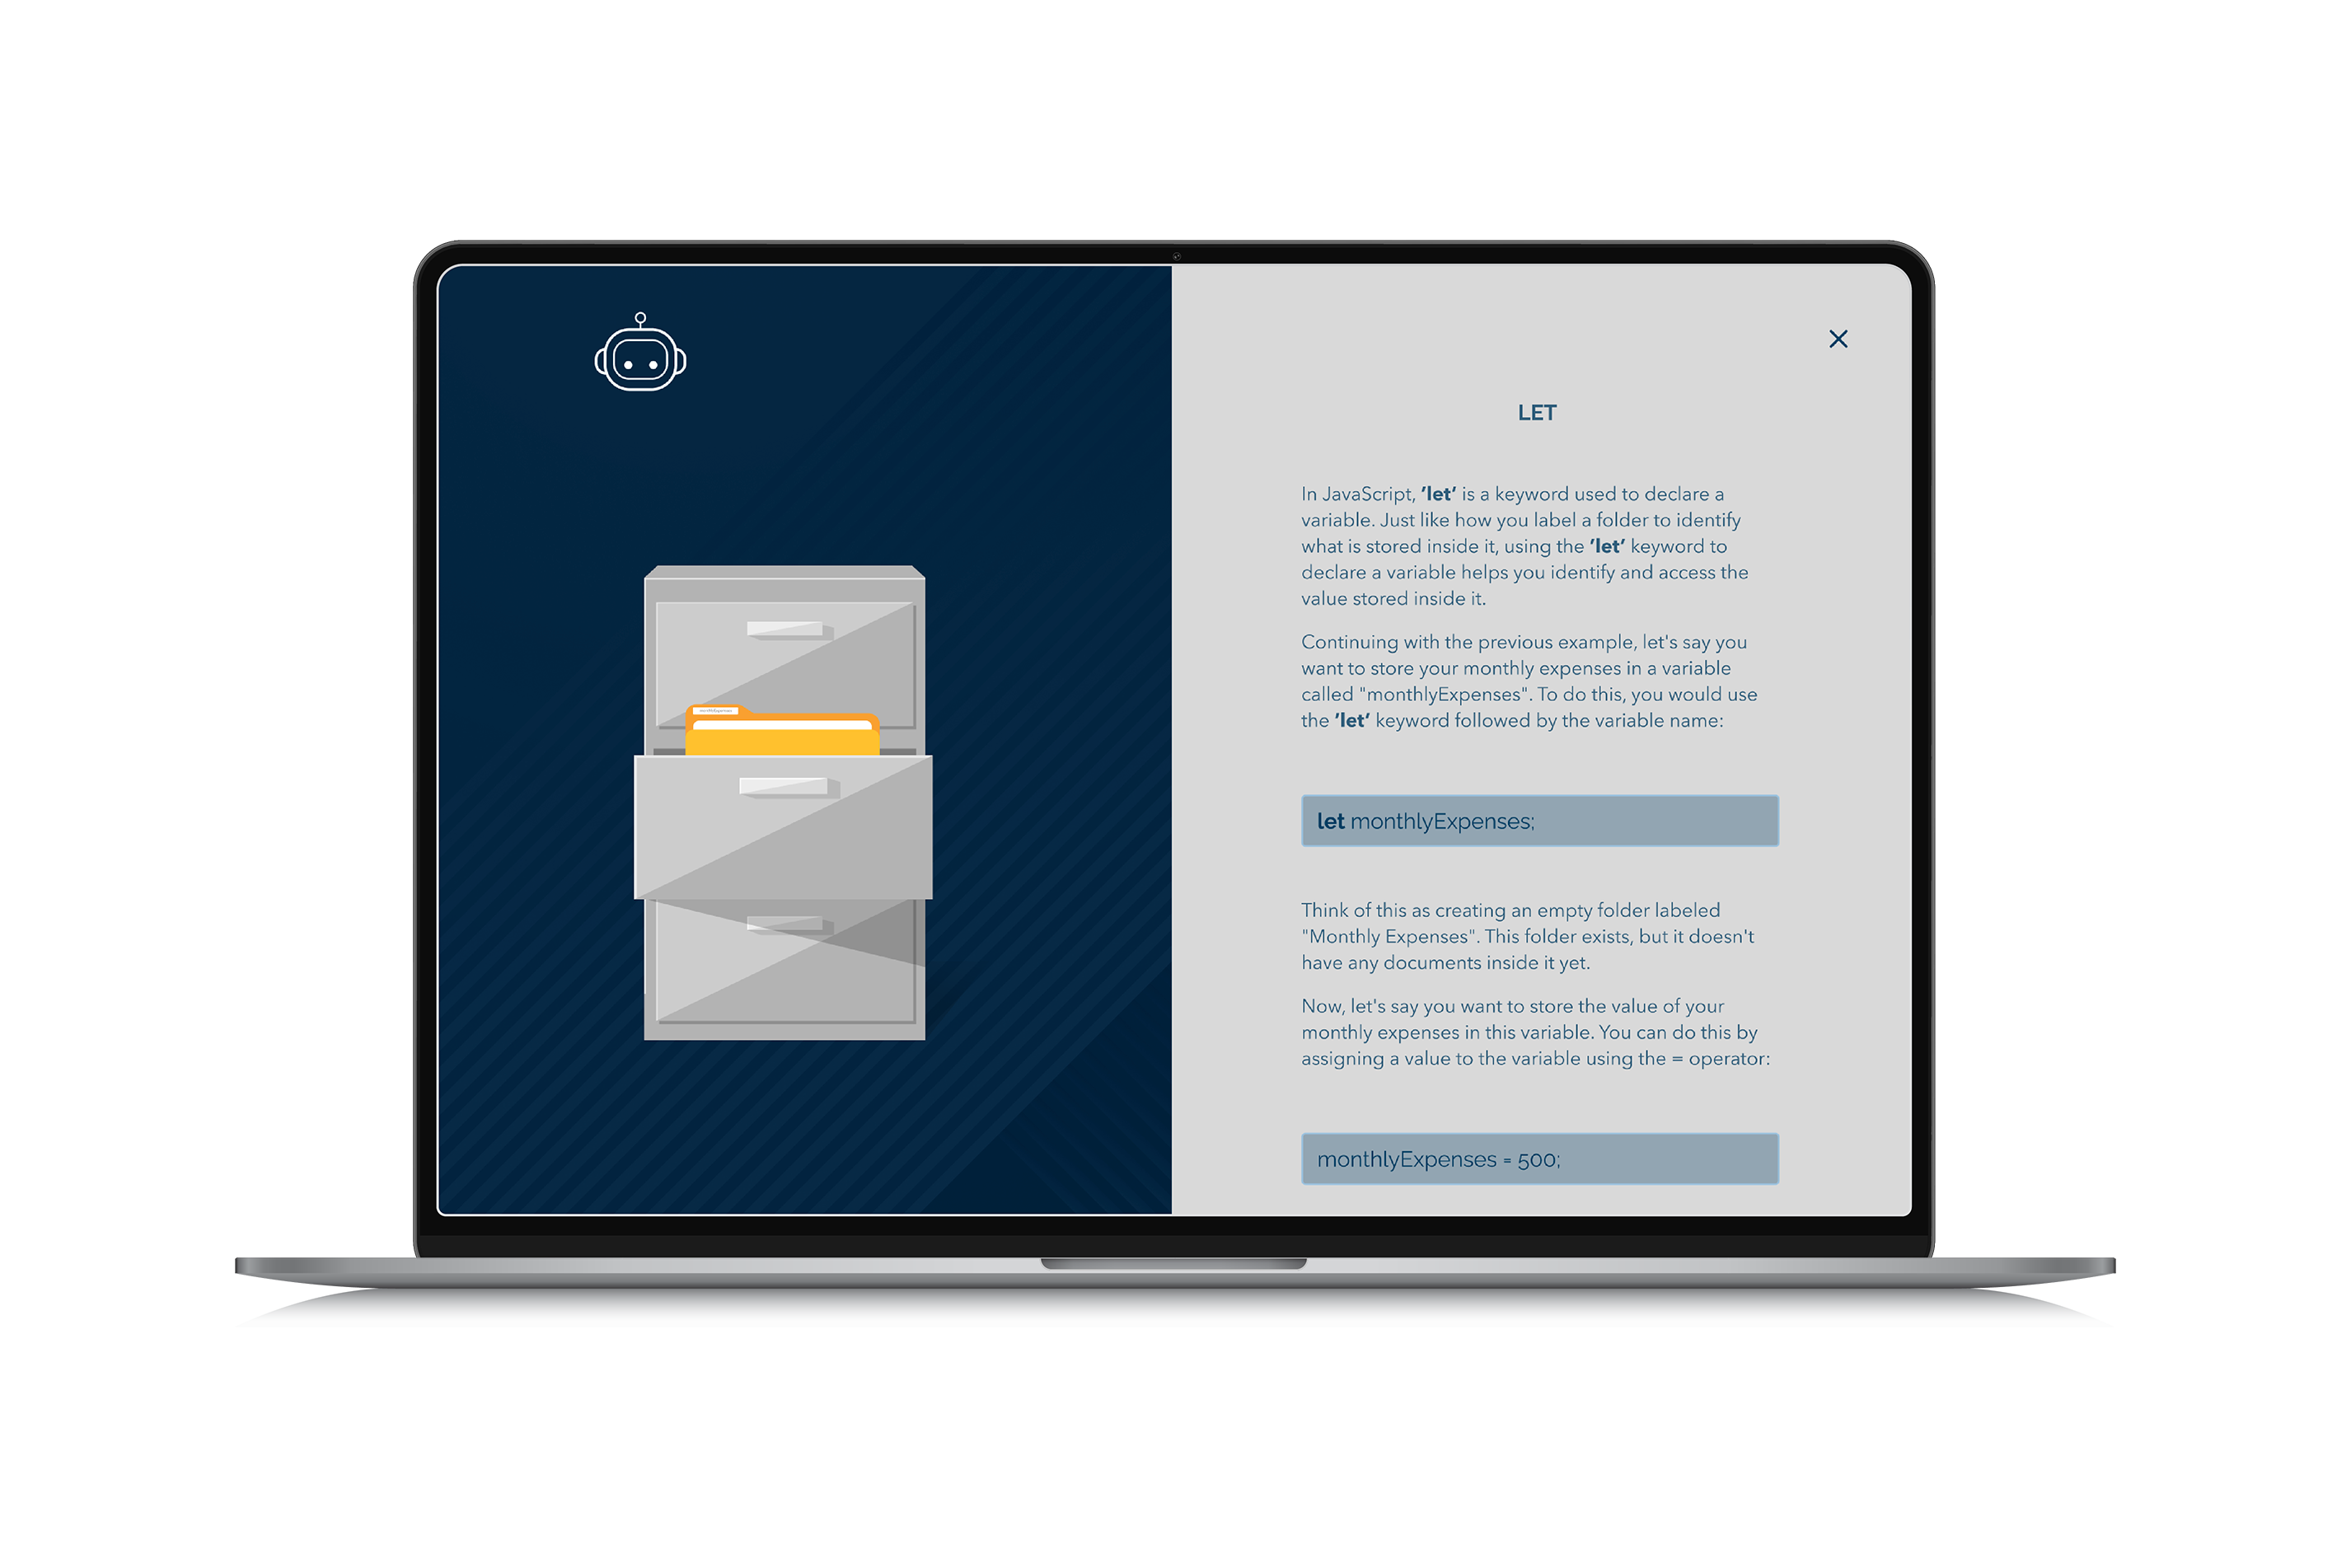 monthlyExpenses
LET
In JavaScript, ’let’ is a keyword used to declare a
variable. Just like how you label a folder to identify
what is stored inside it, using the ’let’ keyword to
declare a variable helps you identify and access the
value stored inside it.
Continuing with the previous example, let's say you
want to store your monthly expenses in a variable
called "monthlyExpenses". To do this, you would use
the ’let’ keyword followed by the variable name:
let monthlyExpenses;
Think of this as creating an empty folder labeled
"Monthly Expenses". This folder exists, but it doesn't
have any documents inside it yet.
Now, let's say you want to store the value of your
monthly expenses in this variable. You can do this by
assigning a value to the variable using the = operator:
monthlyExpenses = 500;